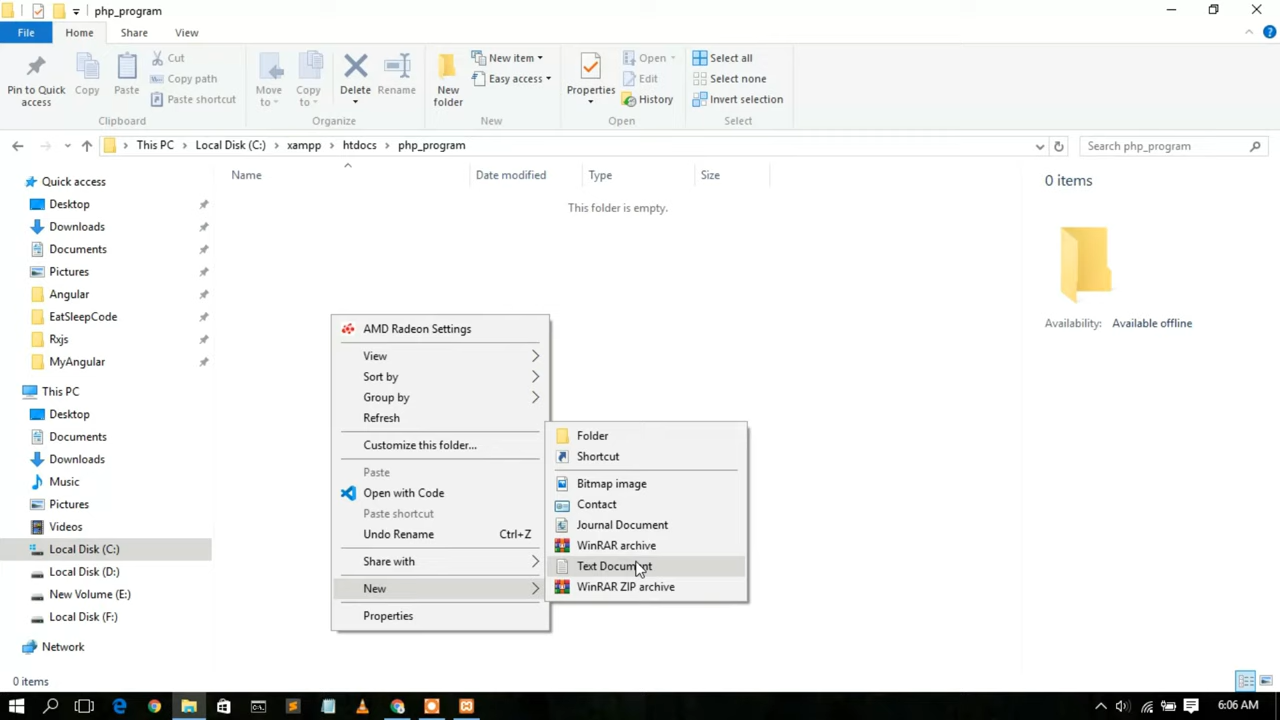 php_program
File Home Share View
Pin to Quick access
Copy
Paste
Cut
Copy path
Paste shortcut
Clipboard
Move to
Copy to
Delete
Rename
Organize
New folder
New item
Easy access
New
Properties
Open
Edit
History
Open
Select all
Select none
Invert selection
Select
This PC Local Disk (C:) xampp htdocs php_program
Search php_program
Name Date modified Type Size
This folder is empty.
0 items
Availability: Available offline
Quick access
Desktop
Downloads
Documents
Pictures
Angular
EatSleepCode
Rxjs
MyAngular
This PC
Desktop
Documents
Downloads
Music
Pictures
Videos
Local Disk (C:)
Local Disk (D:)
New Volume (E:)
Local Disk (F:)
Network
AMD Radeon Settings
View
Sort by
Group by
Refresh
Customize this folder...
Paste
Open with Code
Paste shortcut
Undo Rename Ctrl+Z
Share with
New
Properties
Folder
Shortcut
Bitmap image
Contact
Journal Document
WinRAR archive
Text Document
WinRAR ZIP archive
0 items
6:06 AM